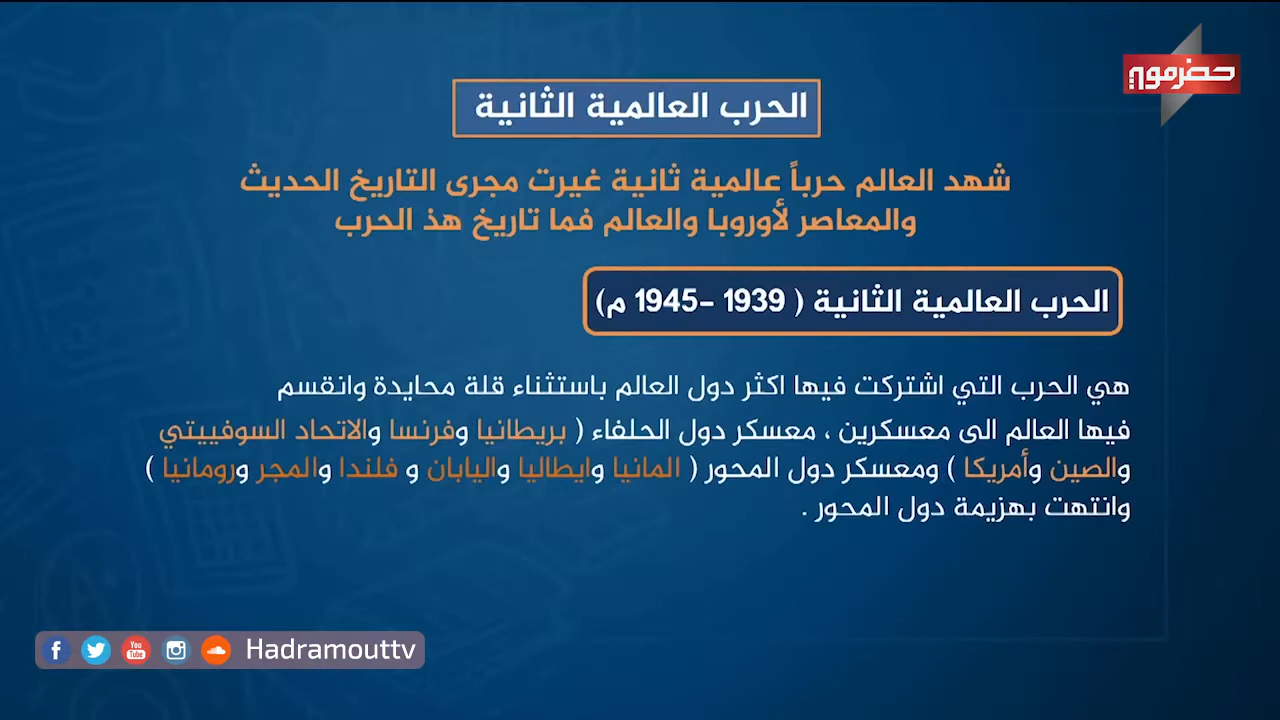 حضرموت
الحرب العالمية الثانية
شهد العالم حرباً عالمية ثانية غيرت مجرى التاريخ الحديث
والمعاصر لأوروبا والعالم فما تاريخ هذ الحرب
الحرب العالمية الثانية ( 1939 -1945 م)
هي الحرب التي اشتركت فيها اكثر دول العالم باستثناء قلة محايدة وانقسم
فيها العالم الى معسكرين ، معسكر دول الحلفاء ( بريطانيا وفرنسا والاتحاد السوفييتي
والصين وأمريكا ) ومعسكر دول المحور ( المانيا وايطاليا واليابان و فلندا والمجر ورومانيا )
وانتهت بهزيمة دول المحور .
Hadramouttv